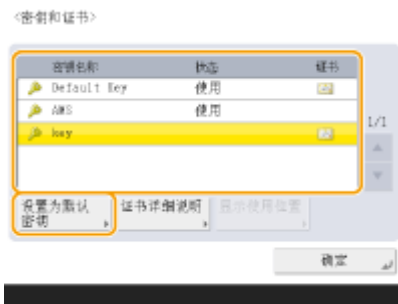 <密钥和证书>
密钥名称 状态 证书
Default Key 使用
AMS 使用
key
1/1
设置为默认
密钥
证书详细说明
显示使用位置
确定